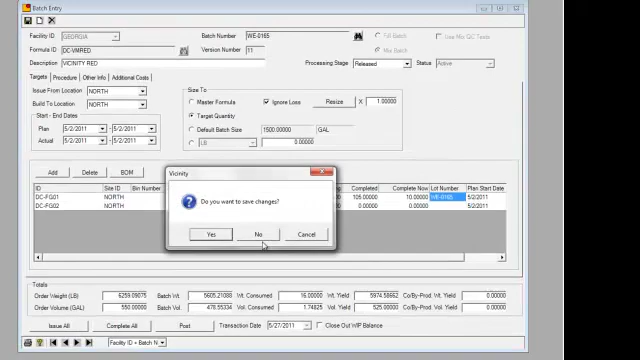 Batch Entry
Facility ID GEORGIA Batch Number WE-0165 Fill Batch Use Mix QC Tests
Formula ID DC-VMRED Version Number 11 Mix Batch
Description VICINITY RED Processing Stage Released Status Active
Targets Procedure Other Info Additional Costs
Issue From Location NORTH
Build To Location NORTH
Start - End Dates
Plan 5/2/2011 - 5/2/2011
Actual 5/2/2011 - 5/2/2011
Size To
Master Formula Ignore Loss Resize X 1.00000
Target Quantity
Default Batch Size 1500.00000 GAL
LB 0.00000
Add Delete BOM
ID Site ID Bin Number Completed Complete Now Lot Number Plan Start Date
DC-FG01 NORTH 105.00000 10.00000 WE-0165 5/2/2011
DC-FG02 NORTH 0.00000 0.00000 5/2/2011
Vicinity
Do you want to save changes?
Yes No Cancel
Totals
Order Weight (LB) 6259.09075 Batch Wt. 5605.21088 Wt. Consumed 16.00000 Wt. Yield 5974.58662 Co/By-Prod. Wt. Yield 0.00000
Order Volume (GAL) 550.00000 Batch Vol. 478.55334 Vol. Consumed 1.74825 Vol. Yield 525.00000 Co/By-Prod. Vol. Yield 0.00000
Issue All Complete All Post Transaction Date 5/27/2011 Close Out WIP Balance
Facility ID + Batch N